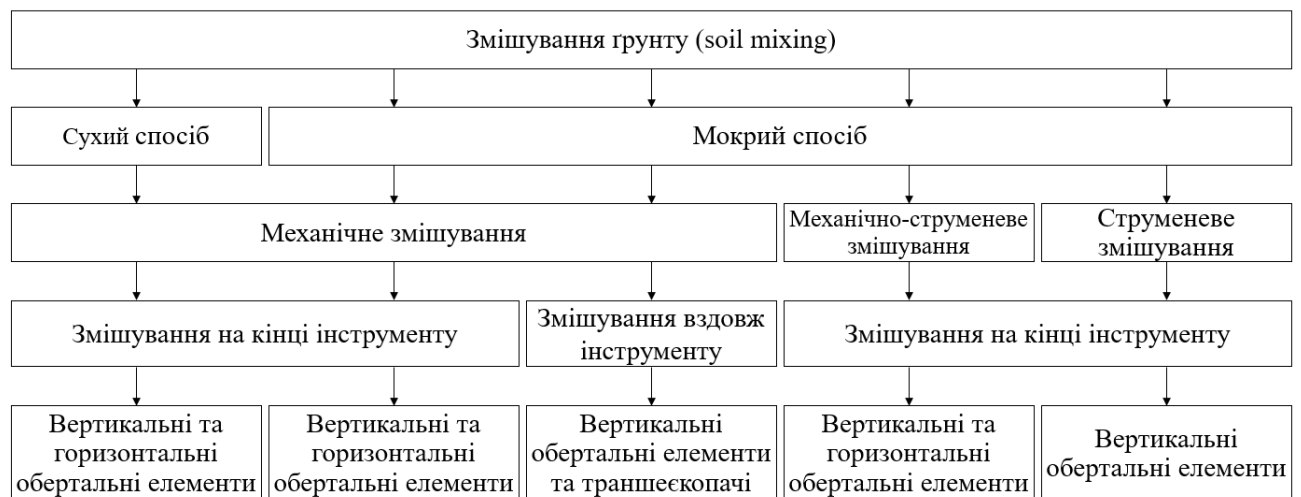 Змішування ґрунту (soil mixing)
Сухий спосіб
Мокрий спосіб
Механічне змішування
Механічно-струменеве
змішування
Струменеве
змішування
Змішування на кінці інструменту
Змішування вздовж
інструменту
Змішування на кінці інструменту
Вертикальні та
горизонтальні
обертальні елементи
Вертикальні та
горизонтальні
обертальні елементи
Вертикальні
обертальні елементи
та траншеєкопачі
Вертикальні та
горизонтальні
обертальні елементи
Вертикальні
обертальні елементи